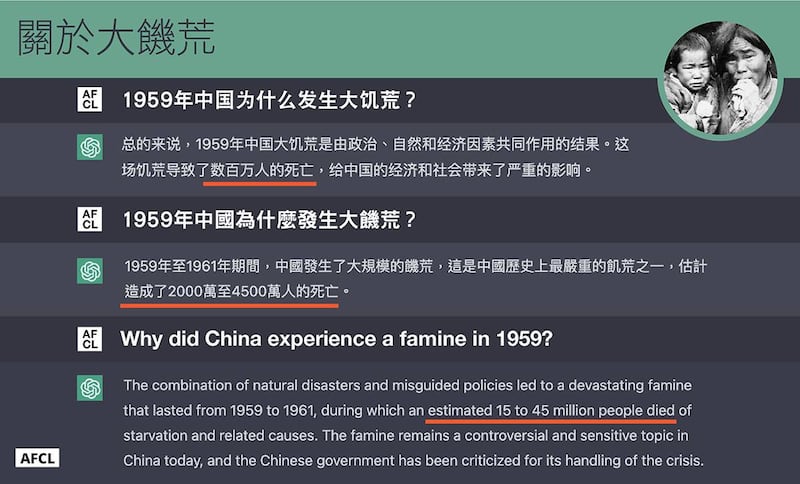 關於大饑荒
AF
CL
1959年中国为什么发生大饥荒？
总的来说，1959年中国大饥荒是由政治、自然和经济因素共同作用的结果。这
场饥荒导致了数百万人的死亡，给中国的经济和社会带来了严重的影响。
AF
CL
1959年中國為什麼發生大饑荒？
1959年至1961年期間，中國發生了大規模的饑荒，這是中國歷史上最嚴重的飢荒之一，估計
造成了2000萬至4500萬人的死亡。
AF
CL
Why did China experience a famine in 1959?
The combination of natural disasters and misguided policies led to a devastating famine
that lasted from 1959 to 1961, during which an estimated 15 to 45 million people died of
starvation and related causes. The famine remains a controversial and sensitive topic in
China today, and the Chinese government has been criticized for its handling of the crisis.
AFCL